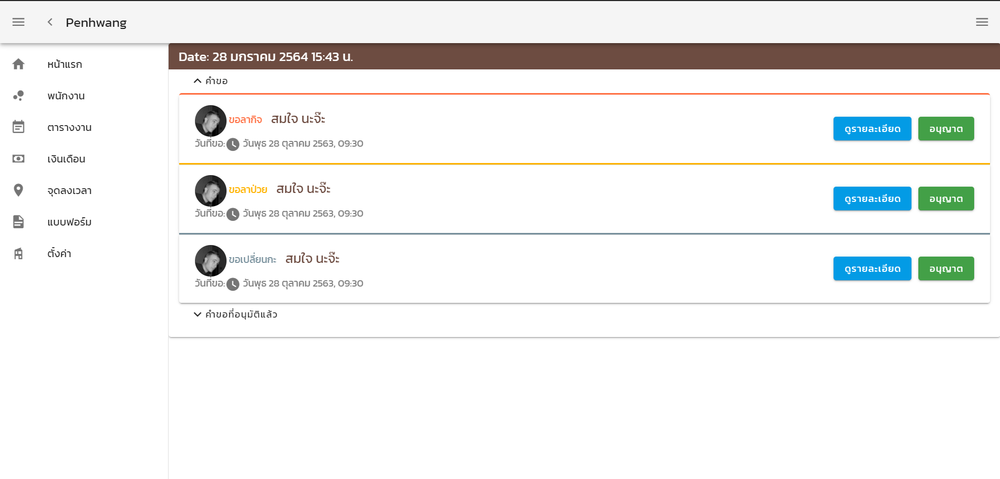 Penhwang
หน้าแรก
พนักงาน
ตารางงาน
เงินเดือน
จุดลงเวลา
แบบฟอร์ม
ตั้งค่า
Date: 28 มกราคม 2564 15:43 น.
คำขอ
ขอลากิจ สมใจ นะจ๊ะ
วันที่ขอ: วันพุธ 28 ตุลาคม 2563, 09:30
ดูรายละเอียด อนุญาต
ขอลาป่วย สมใจ นะจ๊ะ
วันที่ขอ: วันพุธ 28 ตุลาคม 2563, 09:30
ดูรายละเอียด อนุญาต
ขอเปลี่ยนกะ สมใจ นะจ๊ะ
วันที่ขอ: วันพุธ 28 ตุลาคม 2563, 09:30
ดูรายละเอียด อนุญาต
คำขอที่อนุมัติแล้ว